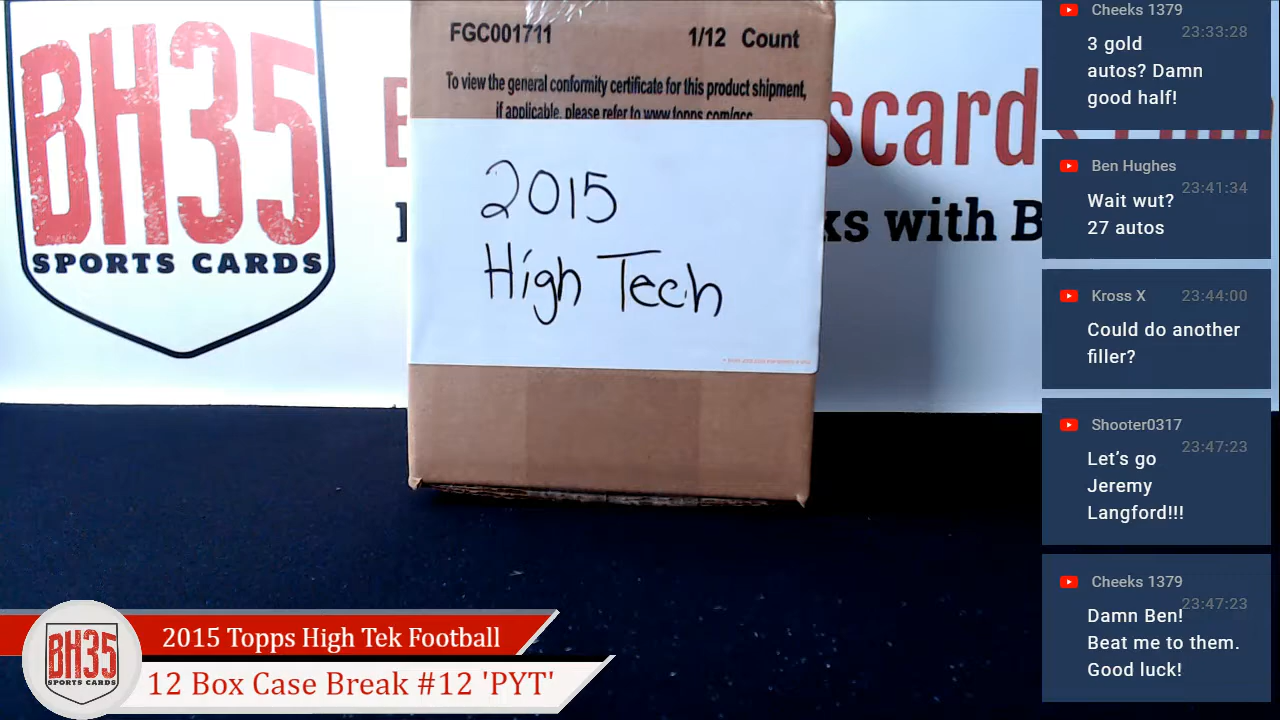 BH35
SPORTS CARDS
FGC001711 1/12 Count
To view the general conformity certificate for this product shipment,
if applicable, please refer to www.topps.com/gcc
2015
High Tech
scards
ks with B
Cheeks 1379
23:33:28
3 gold
autos? Damn
good half!
Ben Hughes
23:41:34
Wait wut?
27 autos
Kross X 23:44:00
Could do another
filler?
Shooter0317
23:47:23
Let's go
Jeremy
Langford!!!
Cheeks 1379
23:47:23
Damn Ben!
Beat me to them.
Good luck!
BH35
SPORTS CARDS
2015 Topps High Tek Football
12 Box Case Break #12 'PYT'